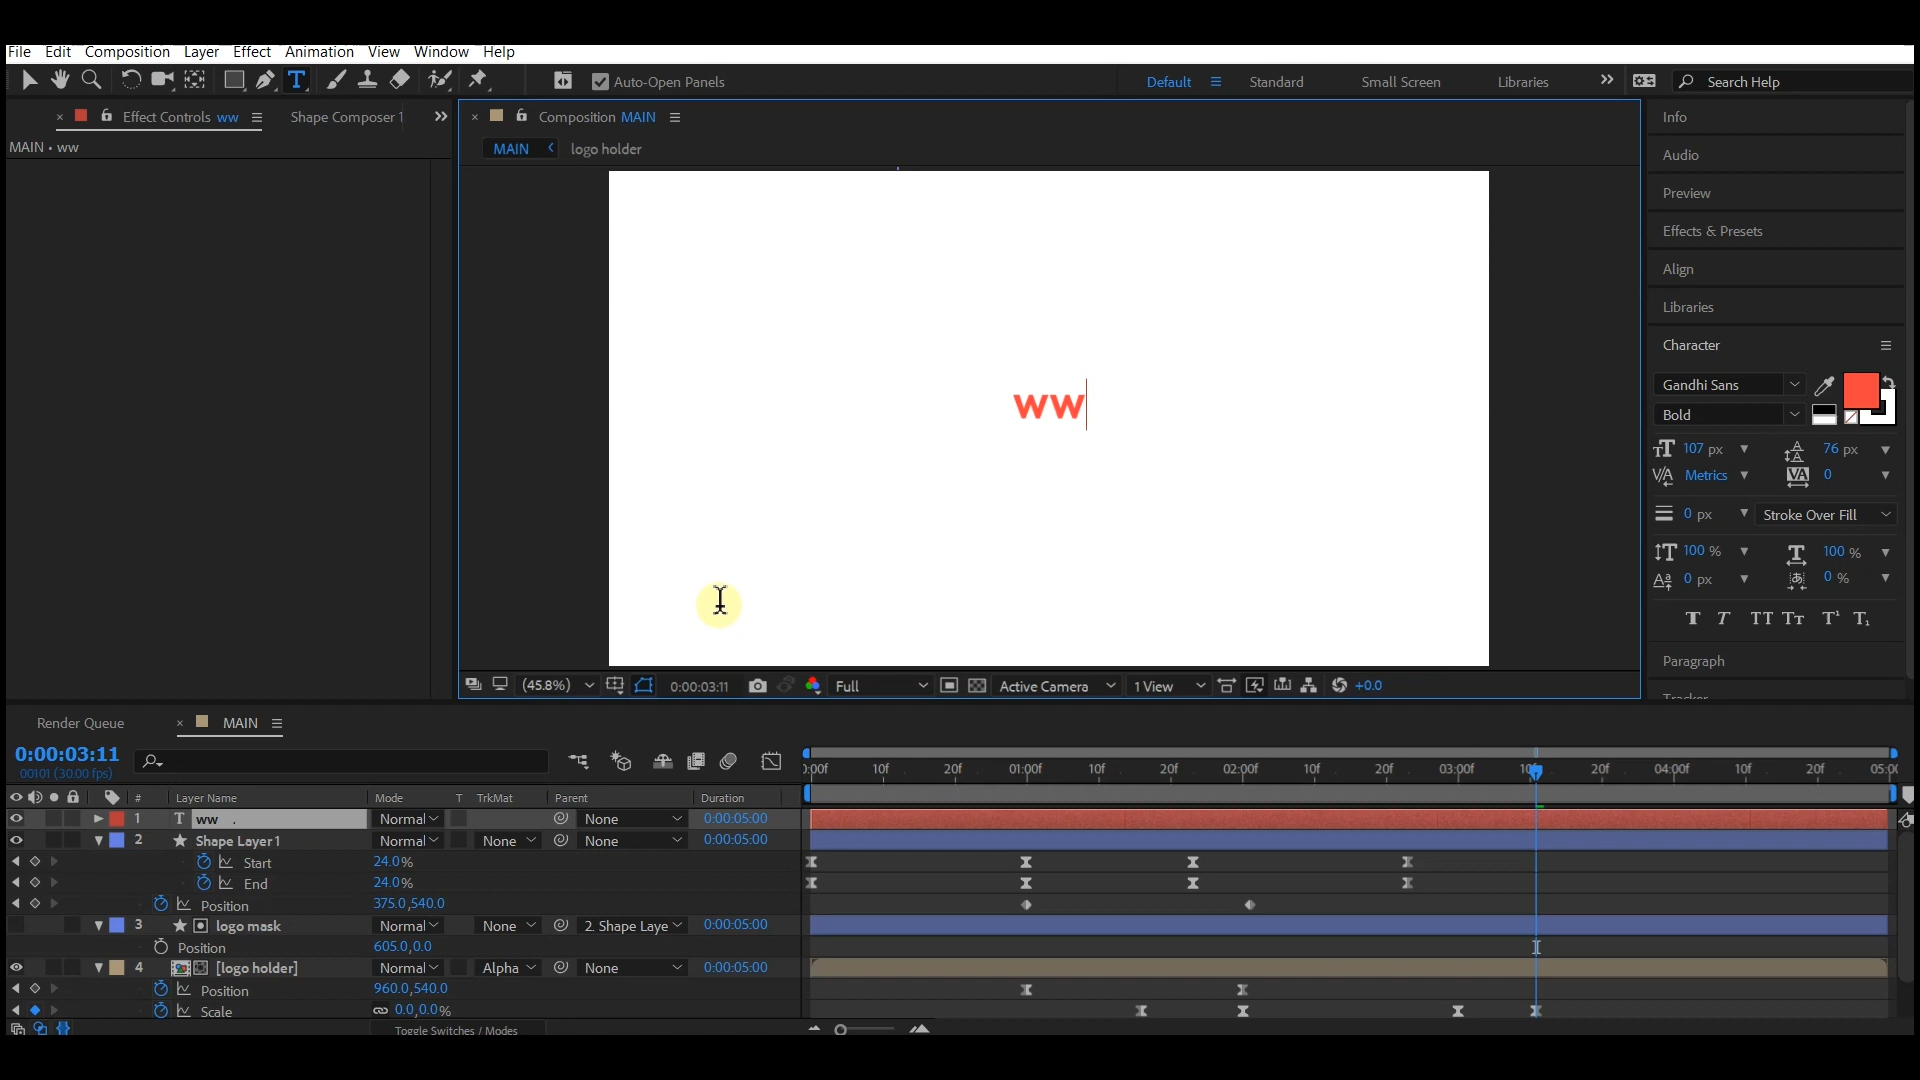 File Edit Composition Layer Effect Animation View Window Help
Auto-Open Panels Default Standard Small Screen Libraries Search Help
Effect Controls ww Shape Composer 1
MAIN • ww
Composition MAIN
MAIN logo holder
ww
(45.8%) 0:00:03:11 Full Active Camera 1 View +0.0
Info
Audio
Preview
Effects & Presets
Align
Libraries
Character
Gandhi Sans
Bold
107 px 76 px
Metrics 0
0 px Stroke Over Fill
100 % 100 %
0 px 0 %
T T TT Tт T¹ T₁
Paragraph
Render Queue MAIN
0:00:03:11
00101 (30.00 fps)
0:00f 10f 20f 01:00f 10f 20f 02:00f 10f 20f 03:00f 10f 20f 04:00f 10f 20f 05:00
# Layer Name Mode T TrkMat Parent Duration
1 T ww . Normal None 0:00:05:00
2 Shape Layer 1 Normal None None 0:00:05:00
Start 24.0%
End 24.0%
Position 375.0,540.0
3 logo mask Normal None 2. Shape Laye 0:00:05:00
Position 605.0,0.0
4 [logo holder] Normal Alpha None 0:00:05:00
Position 960.0,540.0
Scale 0.0,0.0%
Toggle Switches / Modes